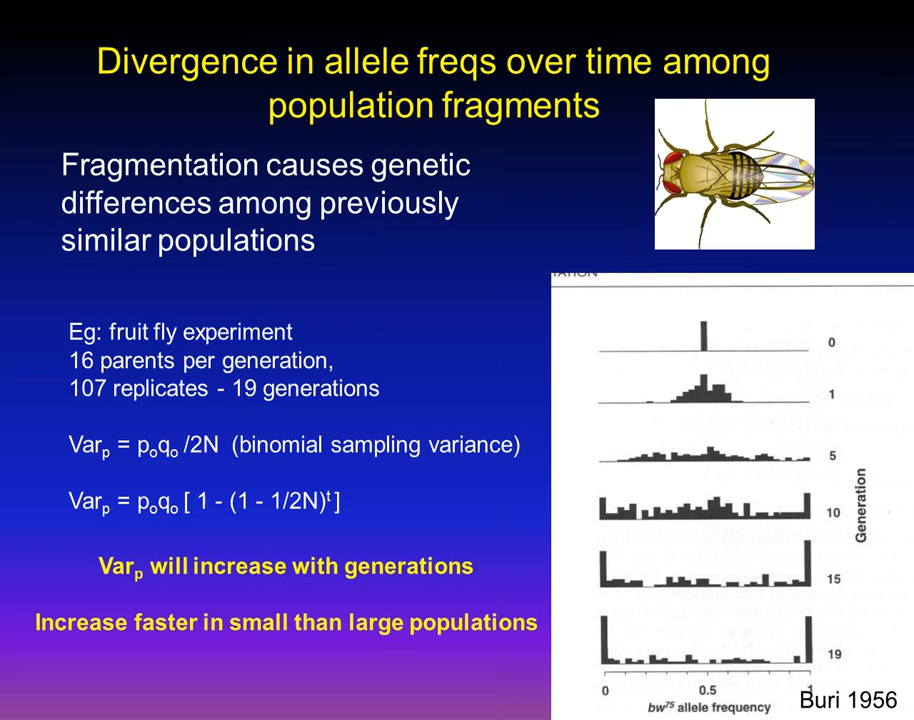 Divergence in allele freqs over time among
population fragments
Fragmentation causes genetic
differences among previously
similar populations
Eg: fruit fly experiment
16 parents per generation,
107 replicates - 19 generations
Varₚ = pₒqₒ /2N (binomial sampling variance)
Varₚ = pₒqₒ [ 1 - (1 - 1/2N)ᵗ ]
Varₚ will increase with generations
Increase faster in small than large populations
0
1
5
10
15
19
Generation
0 0.5 1
bw⁷⁵ allele frequency
Buri 1956